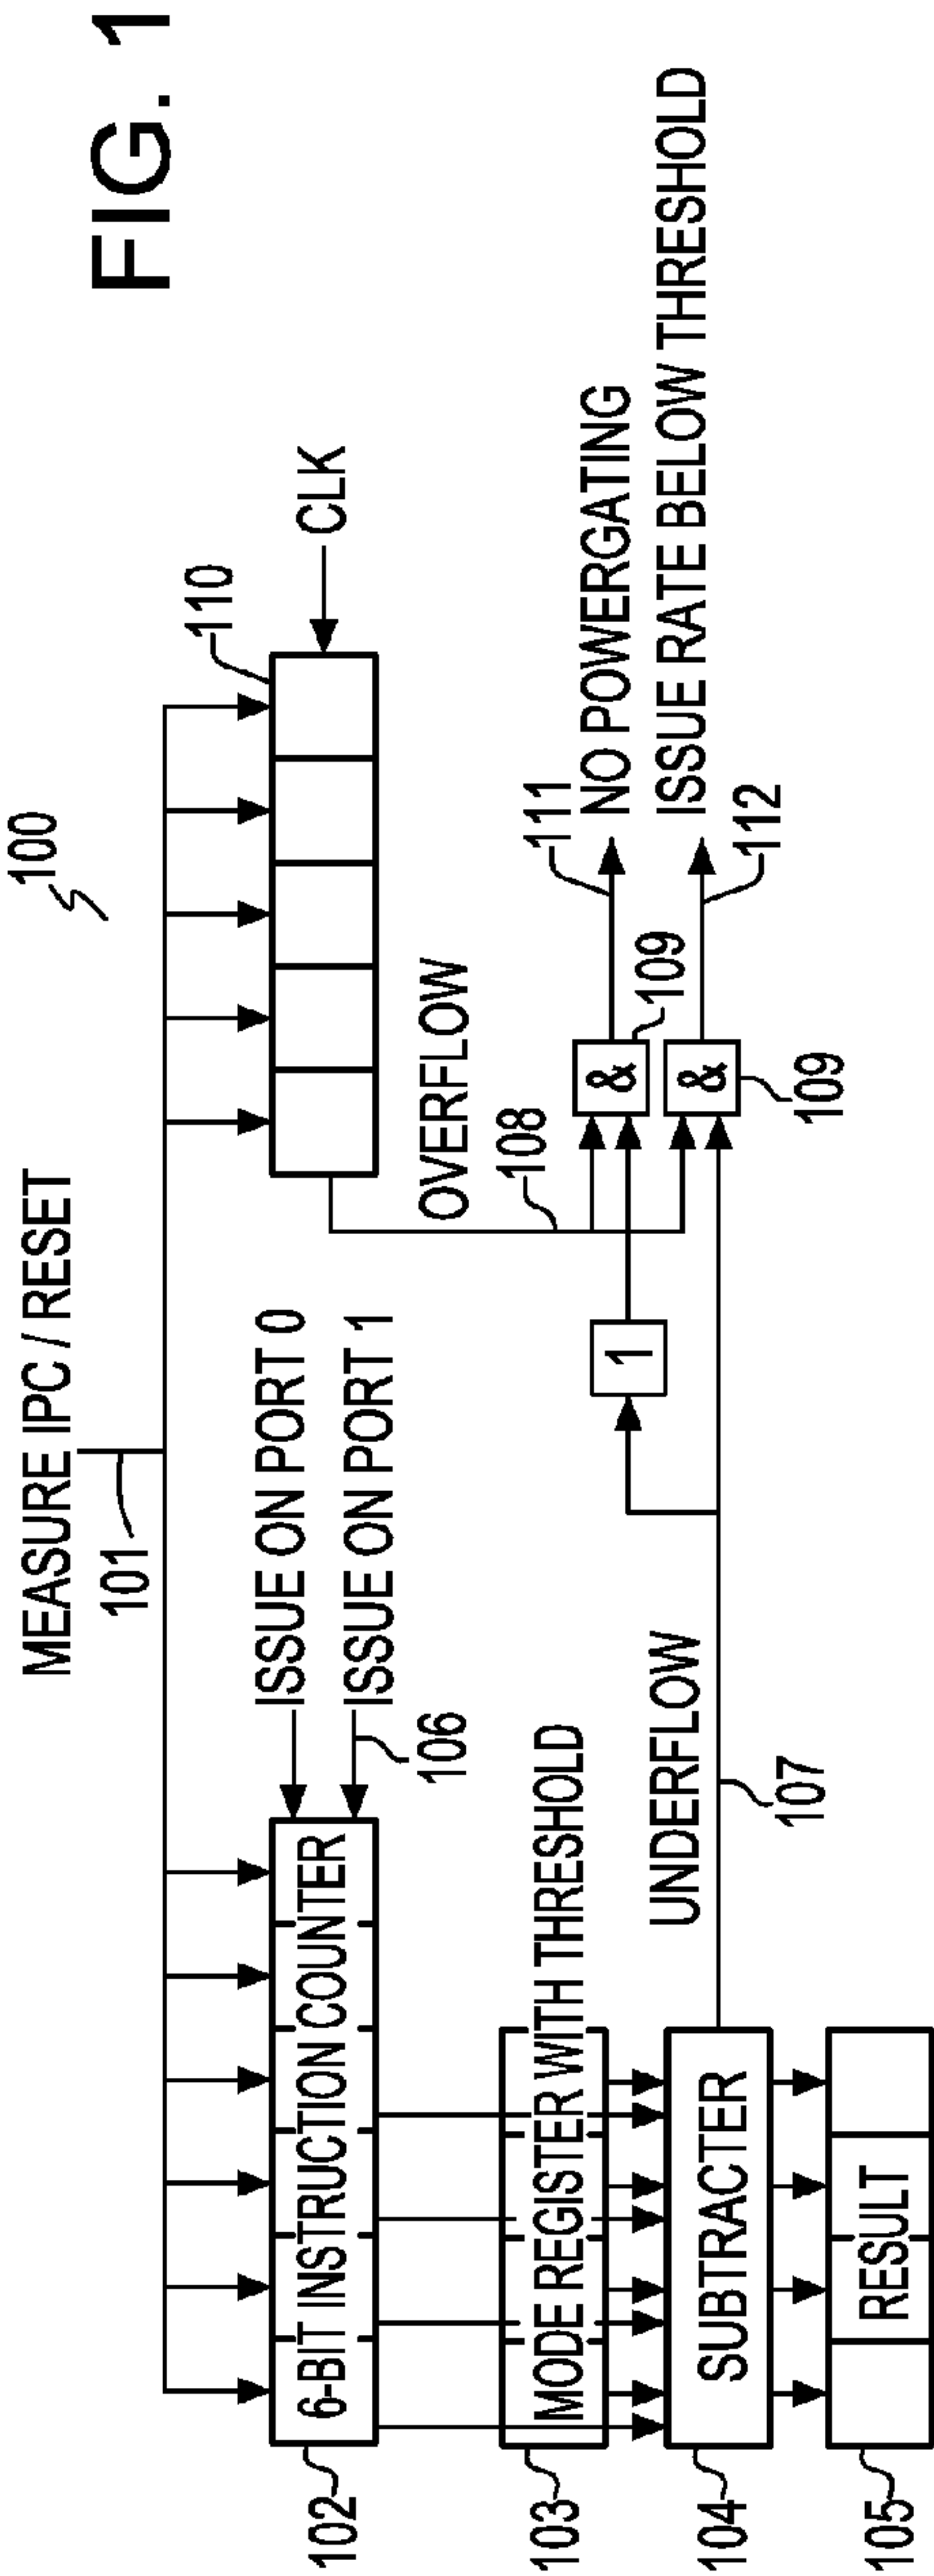 FIG. 1
100
MEASURE IPC / RESET
101
110
CLK
ISSUE ON PORT 0
ISSUE ON PORT 1
106
102
6-BIT INSTRUCTION COUNTER
OVERFLOW
108
103
MODE REGISTER WITH THRESHOLD
1
&
109
111
NO POWERGATING
ISSUE RATE BELOW THRESHOLD
&
109
112
104
SUBTRACTER
UNDERFLOW
107
105
RESULT